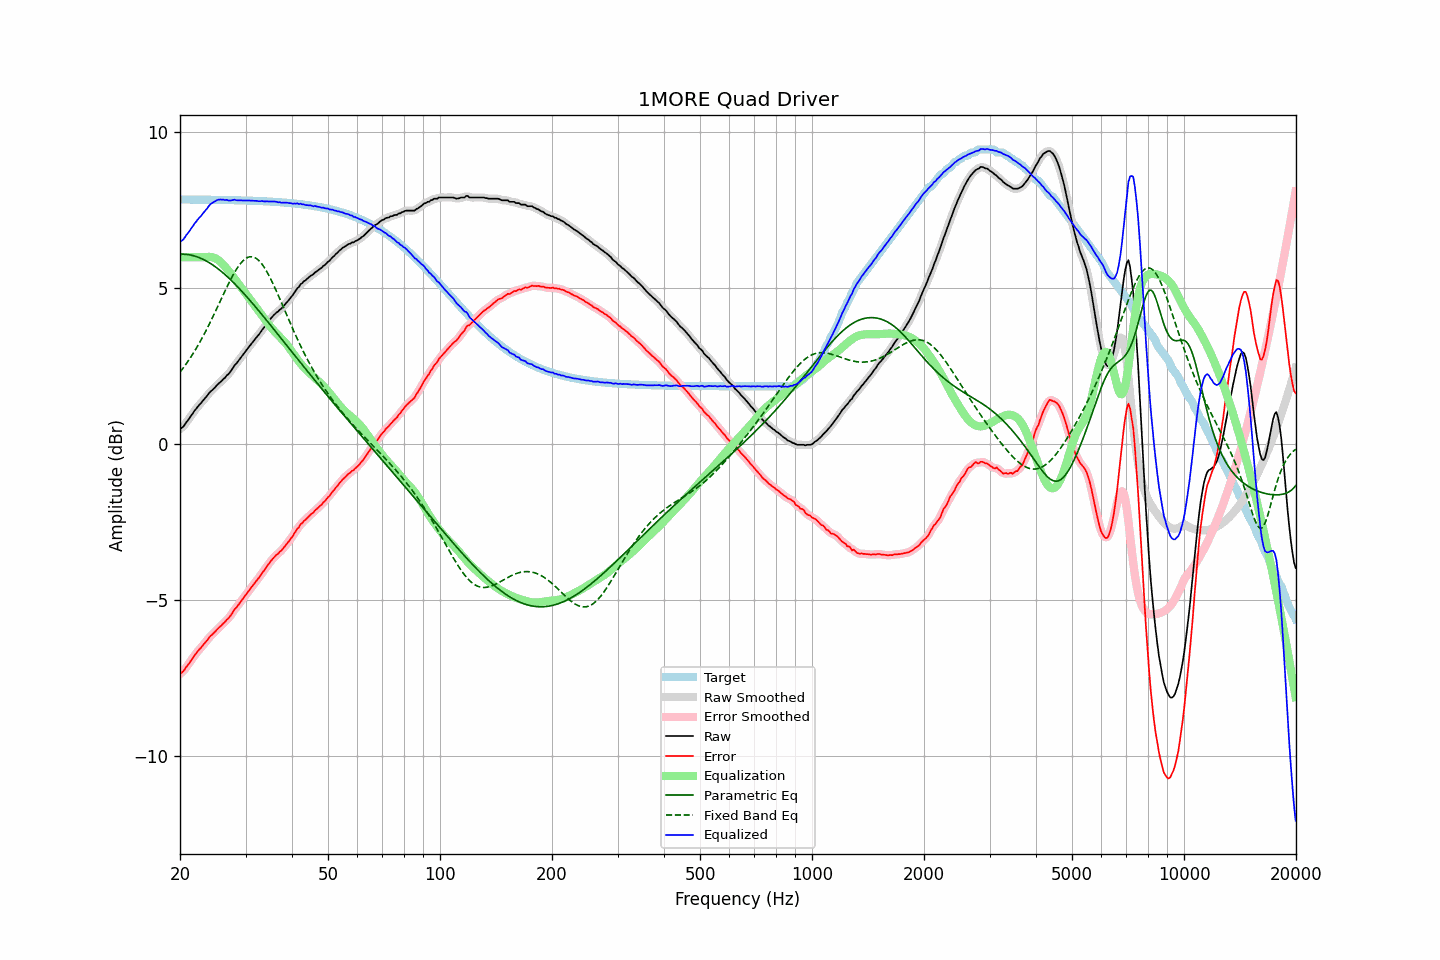 1MORE Quad Driver
Amplitude (dBr)
10
5
0
−5
−10
Target
Raw Smoothed
Error Smoothed
Raw
Error
Equalization
Parametric Eq
Fixed Band Eq
Equalized
20 50 100 200 500 1000 2000 5000 10000 20000
Frequency (Hz)